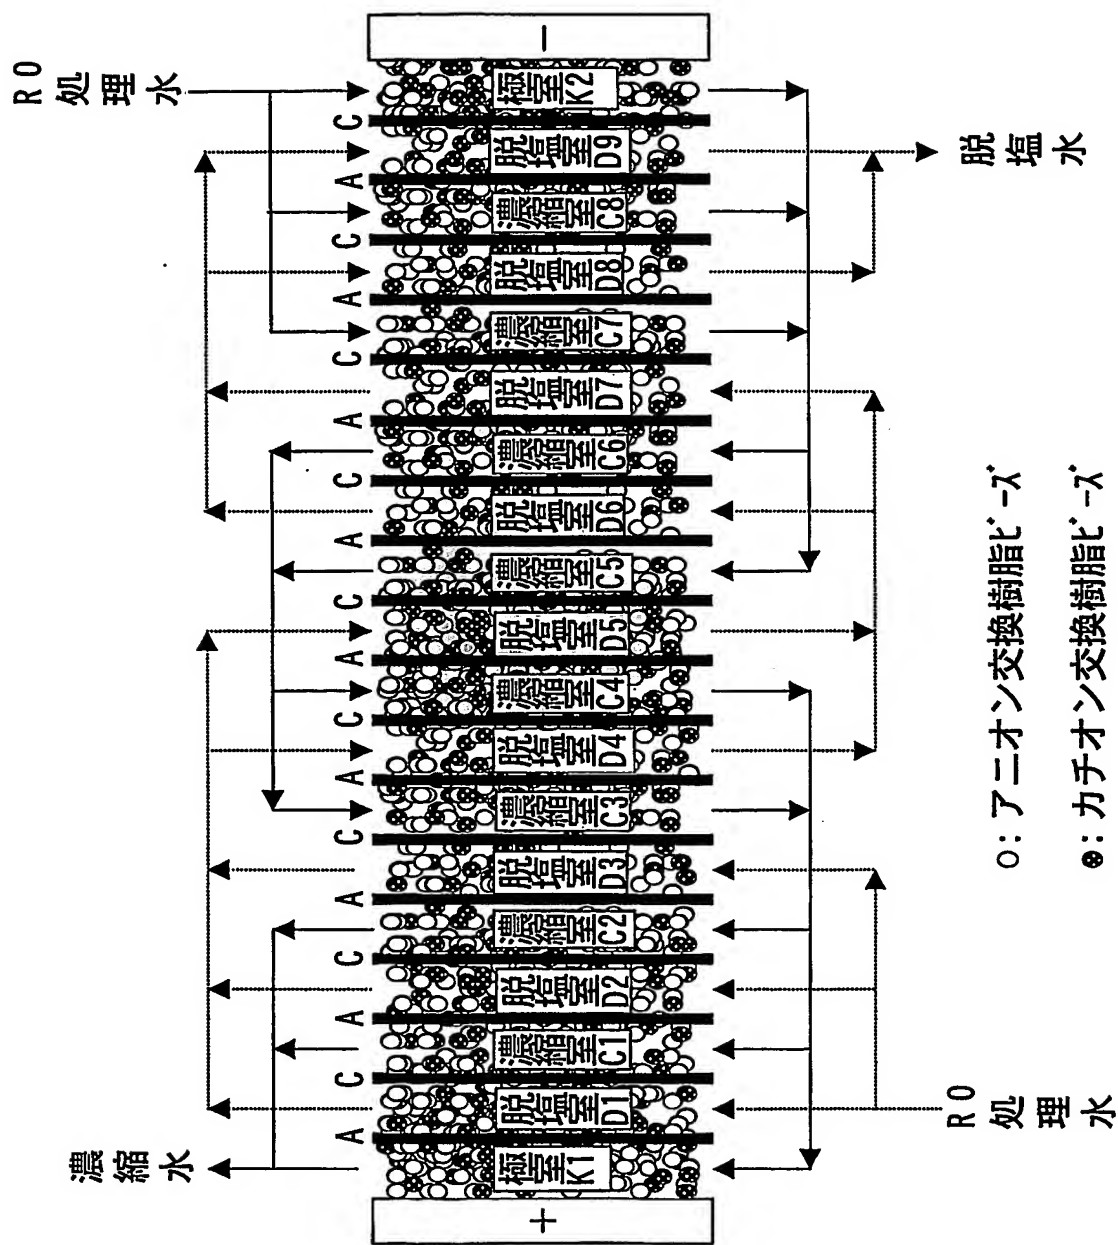 濃縮水
RO
処理水
A C A C A C A C A C A C A C A C A C
+
極室K1
脱塩室D1
濃縮室C1
脱塩室D2
濃縮室C2
脱塩室D3
濃縮室C3
脱塩室D4
濃縮室C4
脱塩室D5
濃縮室C5
脱塩室D6
濃縮室C6
脱塩室D7
濃縮室C7
脱塩室D8
濃縮室C8
脱塩室D9
極室K2
−
RO
処理水
脱塩水
○: アニオン交換樹脂ビーズ
●: カチオン交換樹脂ビーズ